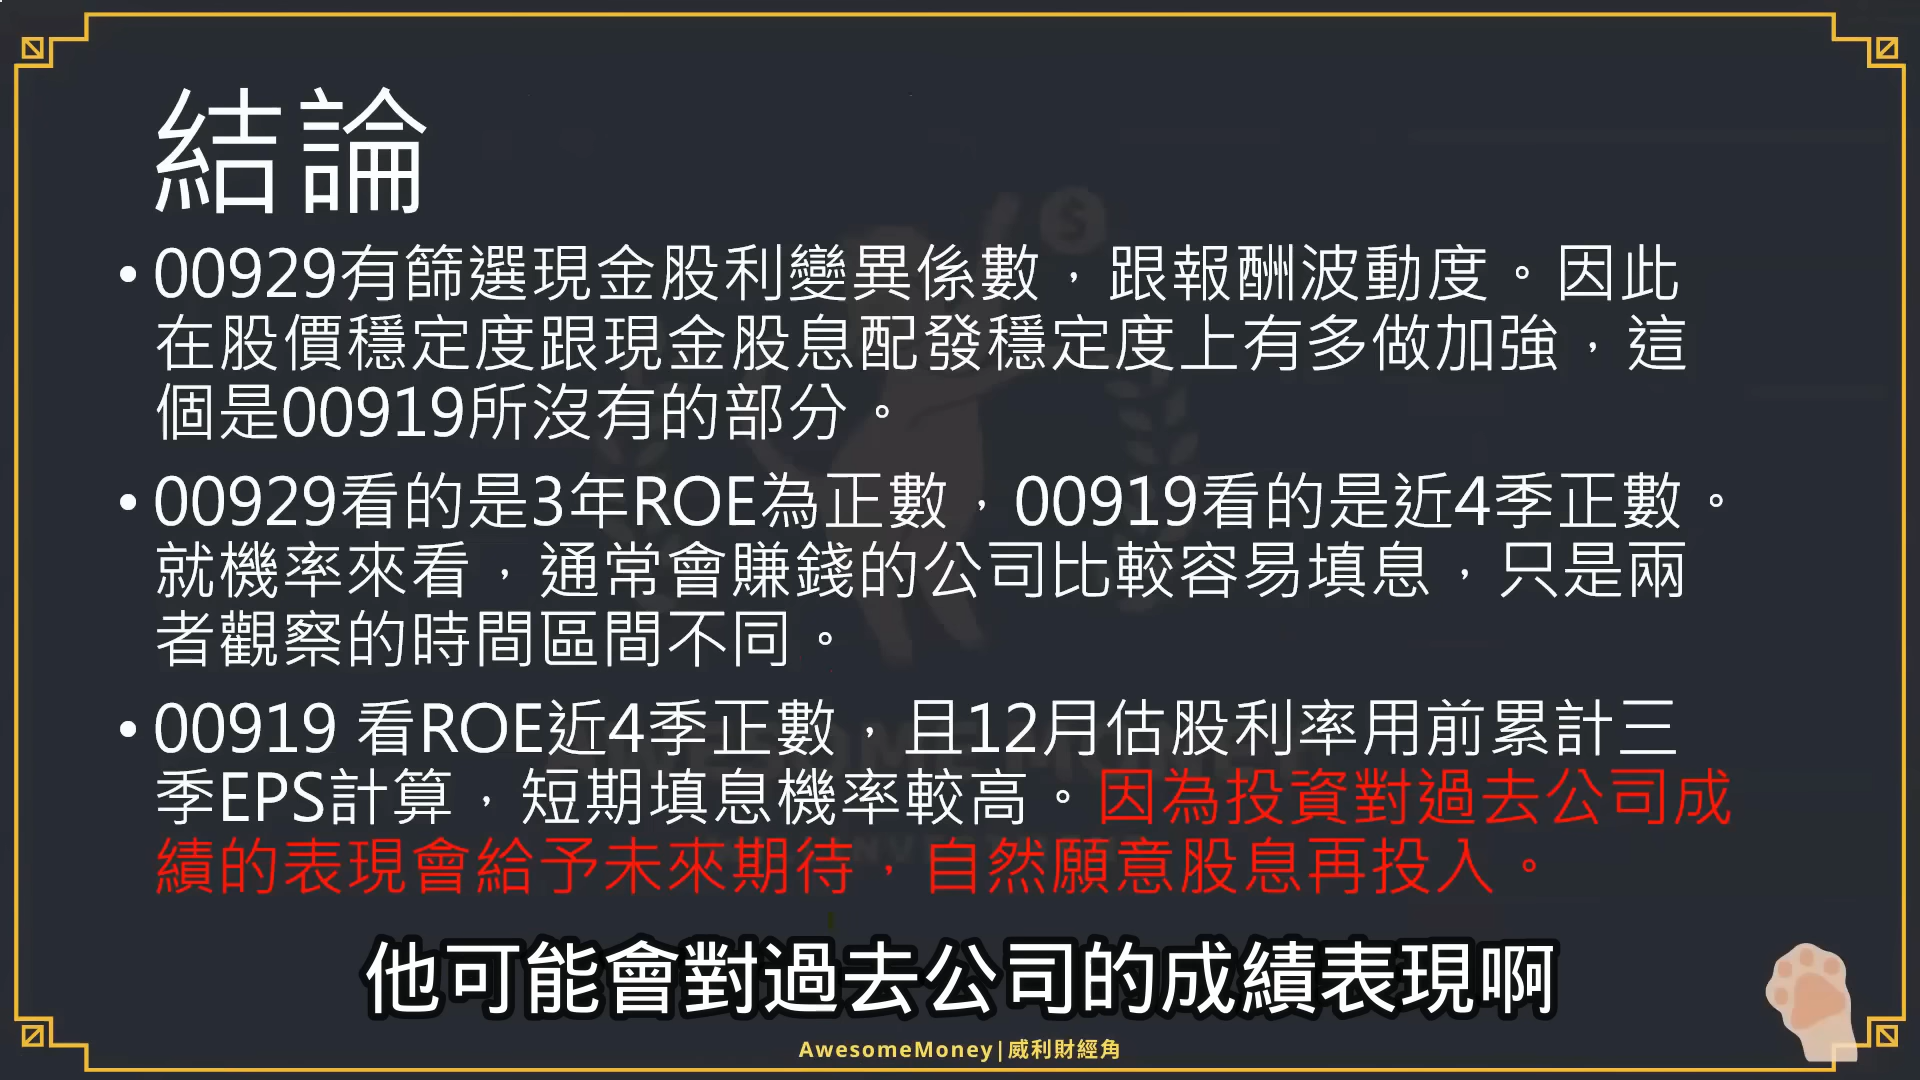 結論
•00929有篩選現金股利變異係數，跟報酬波動度。因此
在股價穩定度跟現金股息配發穩定度上有多做加強，這
個是00919所沒有的部分。
•00929看的是3年ROE為正數，00919看的是近4季正數。
就機率來看，通常會賺錢的公司比較容易填息，只是兩
者觀察的時間區間不同。
•00919 看ROE近4季正數，且12月估股利率用前累計三
季EPS計算，短期填息機率較高。因為投資對過去公司成
績的表現會給予未來期待，自然願意股息再投入。
他可能會對過去公司的成績表現啊
AwesomeMoney|威利財經角